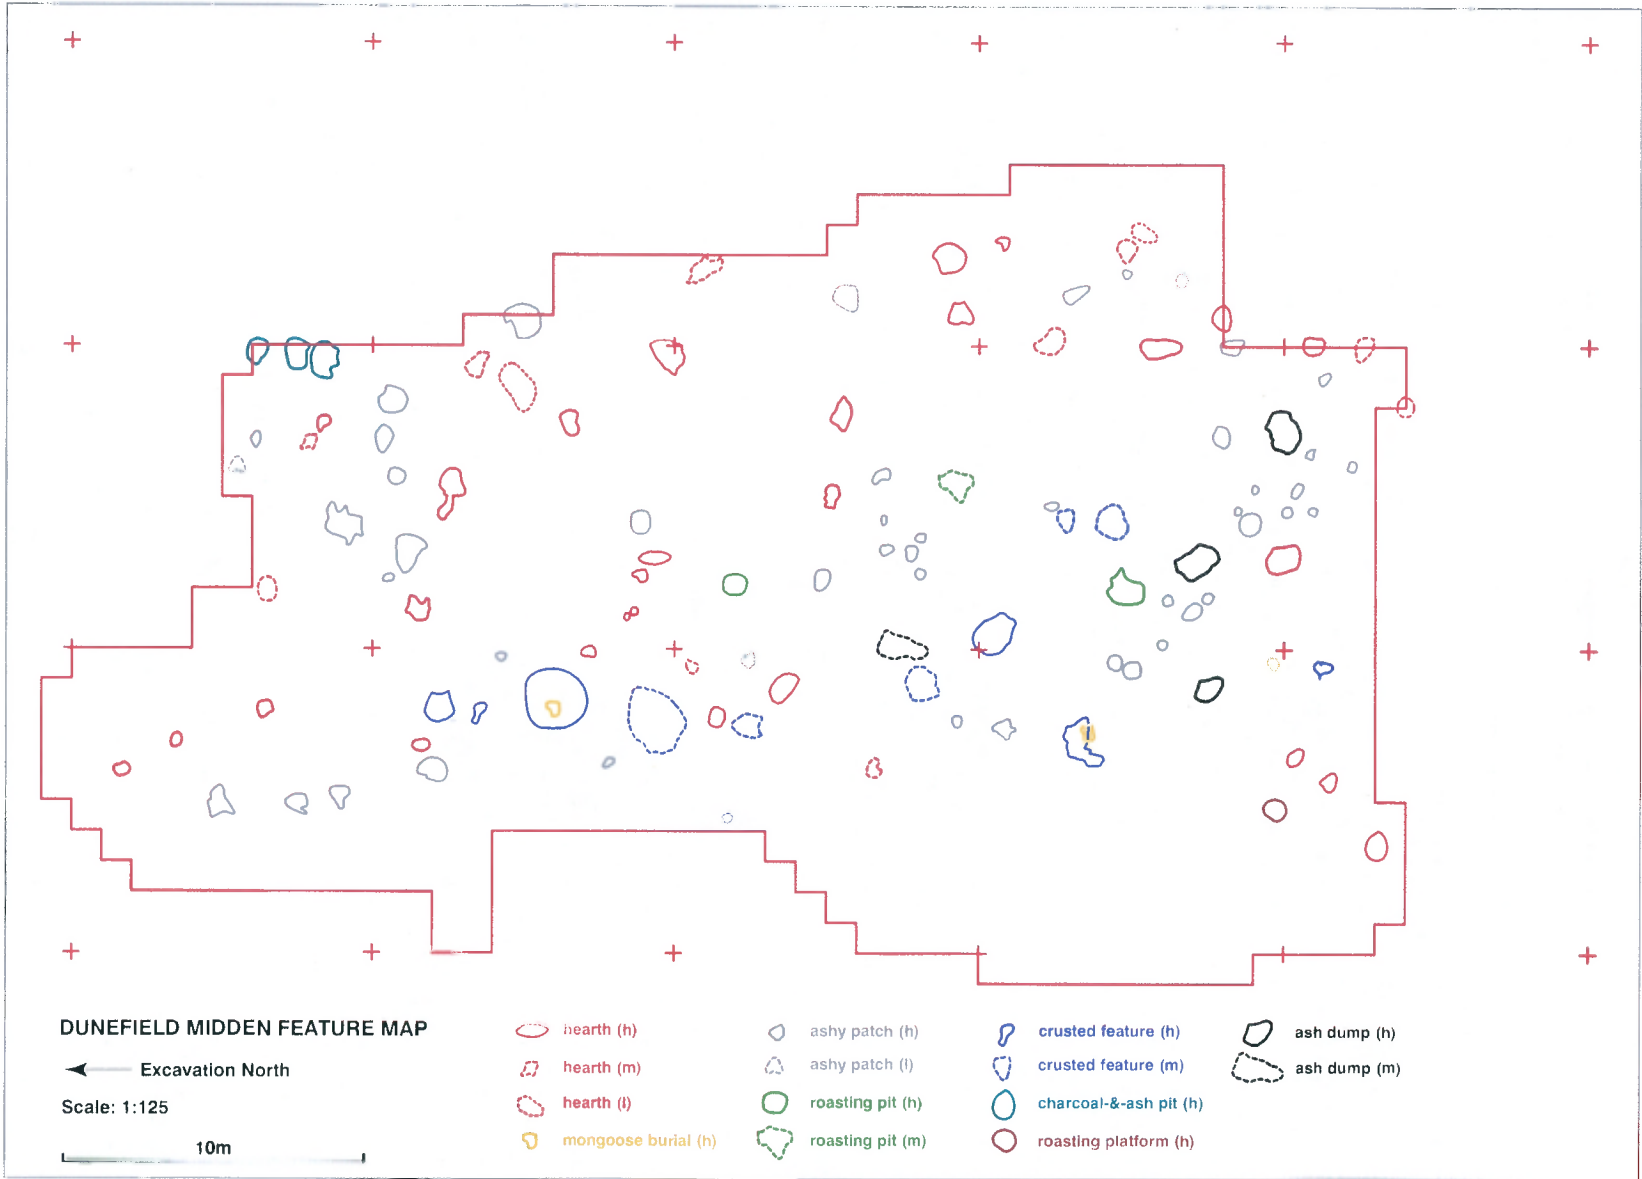 DUNEFIELD MIDDEN FEATURE MAP
Excavation North
Scale: 1:125
10m
hearth (h)
hearth (m)
hearth (l)
mongoose burial (h)
ashy patch (h)
ashy patch (l)
roasting pit (h)
roasting pit (m)
crusted feature (h)
crusted feature (m)
charcoal-&-ash pit (h)
roasting platform (h)
ash dump (h)
ash dump (m)